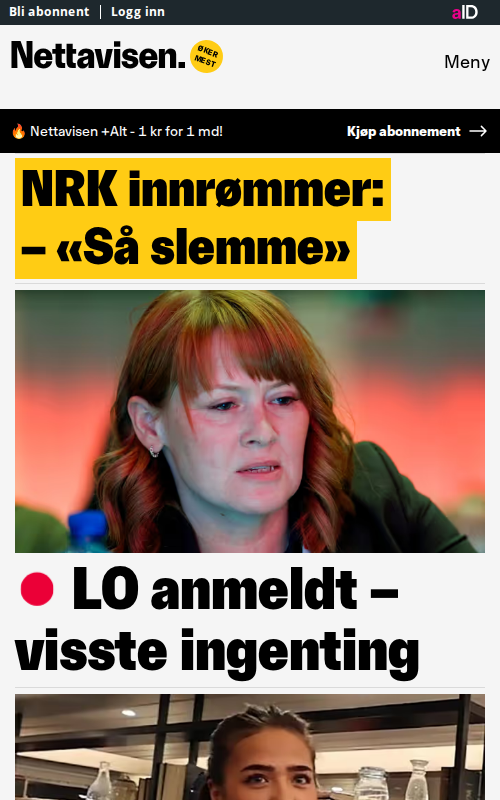 Bli abonnent | Logg inn
aID
Nettavisen.
ØKER
MEST
Meny
🔥 Nettavisen +Alt - 1 kr for 1 md!
Kjøp abonnement →
NRK innrømmer:
– «Så slemme»
LO anmeldt –
visste ingenting